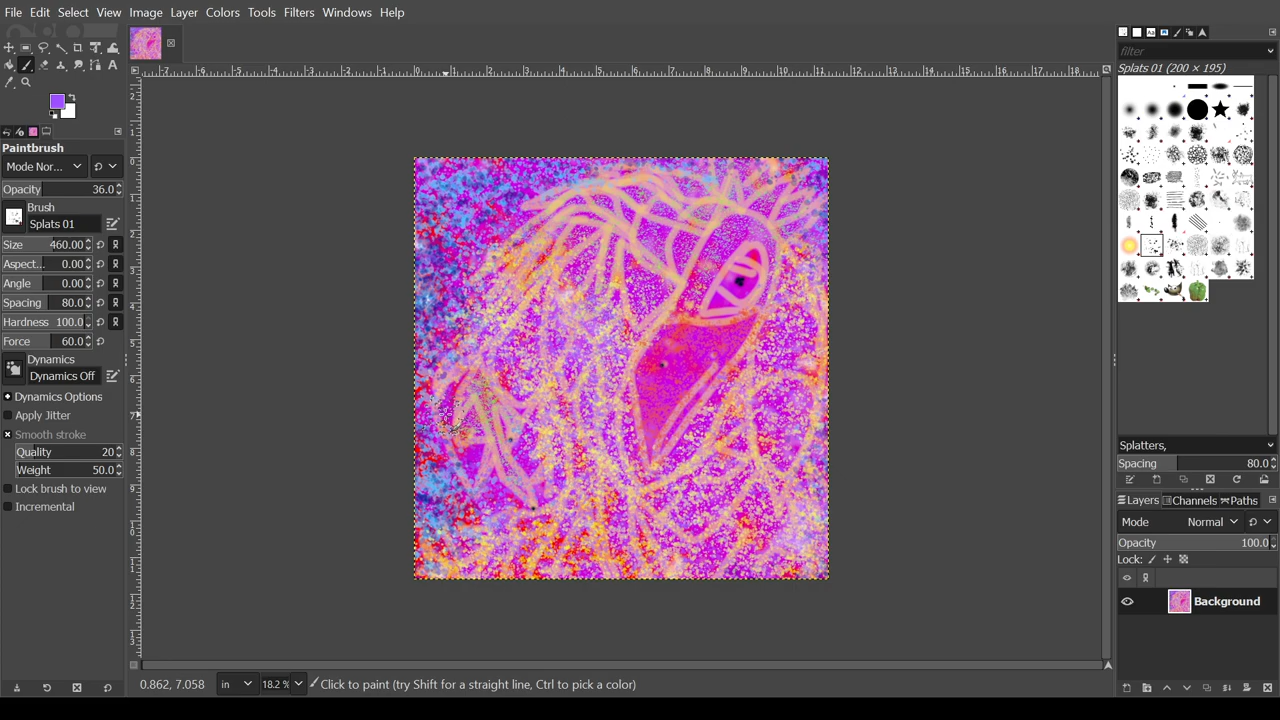 File Edit Select View Image Layer Colors Tools Filters Windows Help
Paintbrush
Mode Nor...
Opacity 36.0
Brush
Splats 01
Size 460.00
Aspect... 0.00
Angle 0.00
Spacing 80.0
Hardness 100.0
Force 60.0
Dynamics
Dynamics Off
Dynamics Options
Apply Jitter
Smooth stroke
Quality 20
Weight 50.0
Lock brush to view
Incremental
0.862, 7.058 in 18.2 % Click to paint (try Shift for a straight line, Ctrl to pick a color)
filter
Splats 01 (200 × 195)
Splatters,
Spacing 80.0
Layers Channels Paths
Mode Normal
Opacity 100.0
Lock:
Background